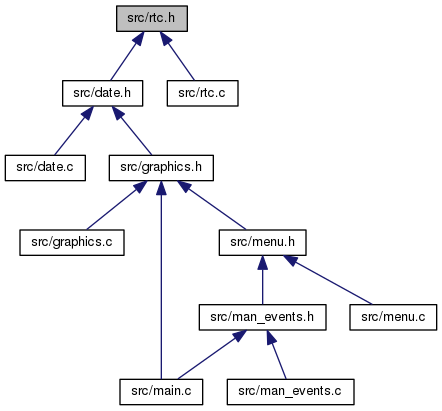 src/rtc.h
src/date.h
src/rtc.c
src/date.c
src/graphics.h
src/graphics.c
src/menu.h
src/man_events.h
src/menu.c
src/main.c
src/man_events.c